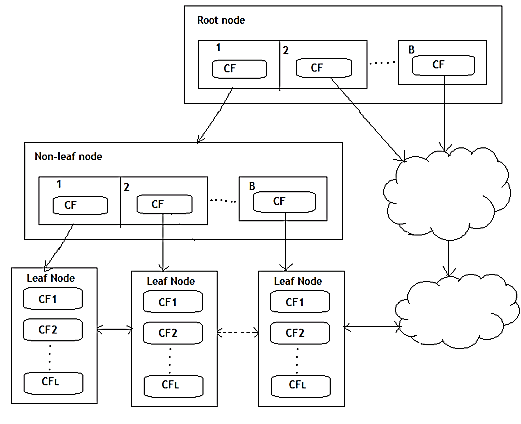 Root node
1 2 B
CF CF CF
Non-leaf node
1 2 B
CF CF CF
Leaf Node Leaf Node Leaf Node
CF1 CF1 CF1
CF2 CF2 CF2
CFL CFL CFL